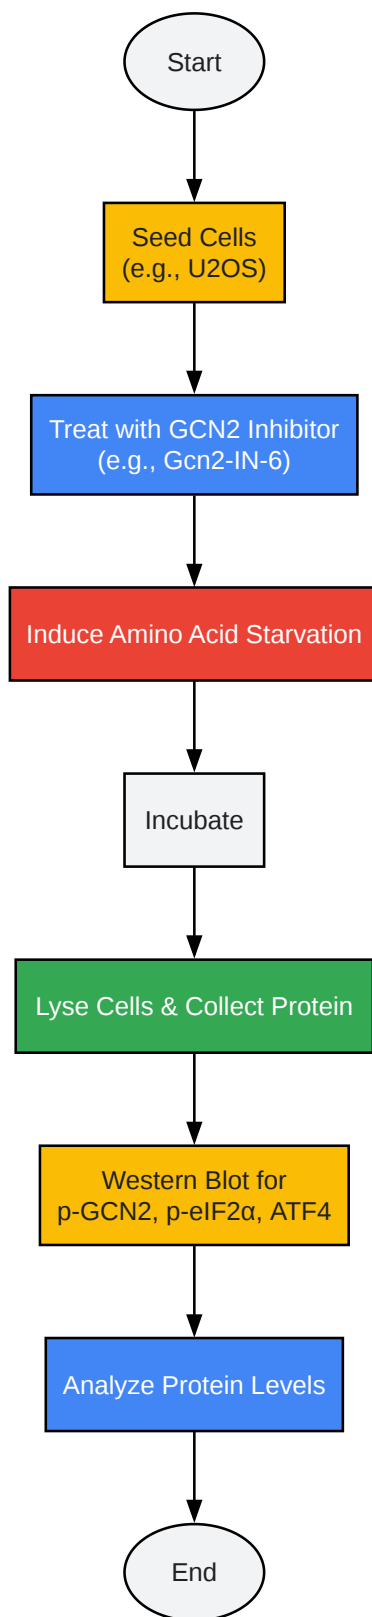 Start
Seed Cells
(e.g., U2OS)
Treat with GCN2 Inhibitor
(e.g., Gcn2-IN-6)
Induce Amino Acid Starvation
Incubate
Lyse Cells & Collect Protein
Western Blot for
p-GCN2, p-eIF2α, ATF4
Analyze Protein Levels
End